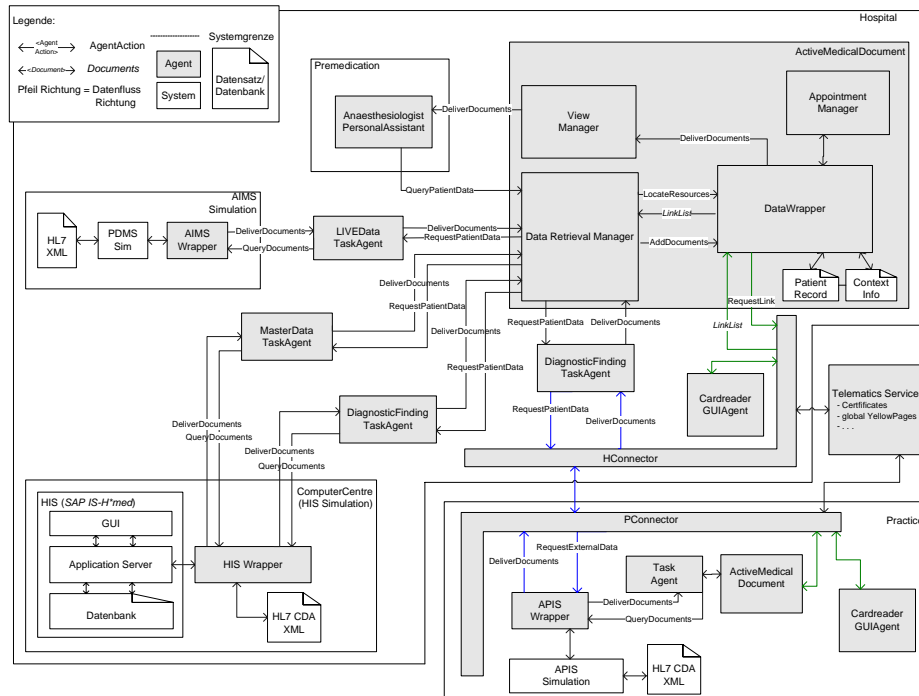 Legende:
<Agent
Action>
AgentAction
<Document>
Documents
Pfeil Richtung = Datenfluss
Richtung
Systemgrenze
Agent
System
Datensatz/
Datenbank
Hospital
Premedication
Anaesthesiologist
PersonalAssistant
DeliverDocuments
QueryPatientData
ActiveMedicalDocument
View
Manager
Appointment
Manager
DeliverDocuments
Data Retrieval Manager
LocateResources
LinkList
AddDocuments
DataWrapper
Patient
Record
Context
Info
AIMS
Simulation
HL7
XML
PDMS
Sim
AIMS
Wrapper
DeliverDocuments
QueryDocuments
LIVEData
TaskAgent
DeliverDocuments
RequestPatientData
DeliverDocuments
RequestPatientData
DeliverDocuments
RequestPatientData
MasterData
TaskAgent
DiagnosticFinding
TaskAgent
RequestPatientData
DeliverDocuments
DiagnosticFinding
TaskAgent
RequestPatientData
DeliverDocuments
RequestLink
LinkList
Cardreader
GUIAgent
HConnector
Telematics Service
- Certfificates
- global YellowPages
- . . .
DeliverDocuments
QueryDocuments
DeliverDocuments
QueryDocuments
ComputerCentre
(HIS Simulation)
HIS (SAP IS-H*med)
GUI
Application Server
Datenbank
HIS Wrapper
HL7 CDA
XML
Practice
PConnector
RequestExternalData
DeliverDocuments
APIS
Wrapper
DeliverDocuments
QueryDocuments
Task
Agent
ActiveMedical
Document
Cardreader
GUIAgent
APIS
Simulation
HL7 CDA
XML